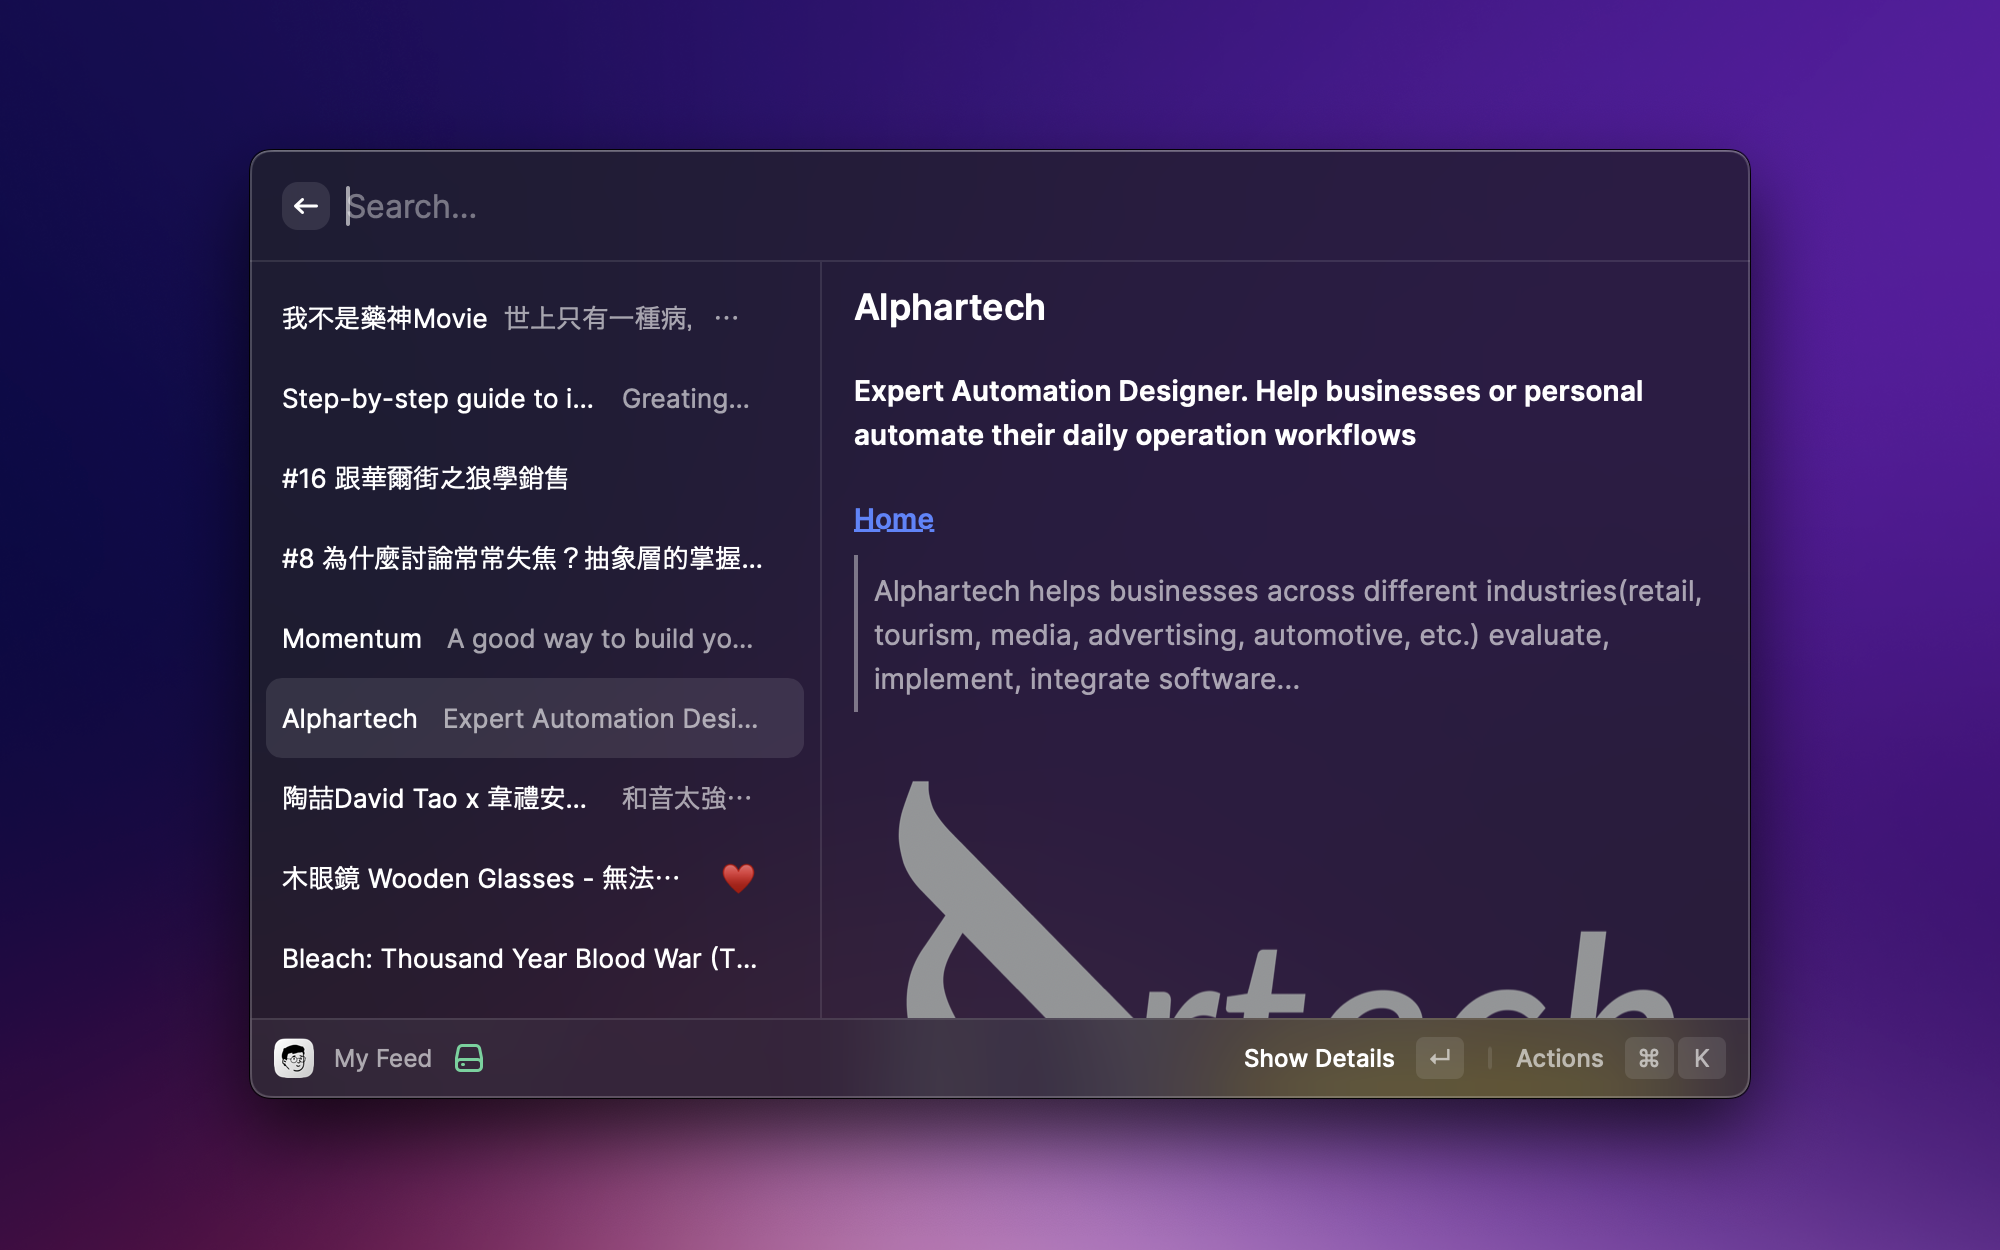 Search...
我不是藥神Movie 世上只有一種病, ⋯
Step-by-step guide to i... Greating...
#16 跟華爾街之狼學銷售
#8 為什麼討論常常失焦？抽象層的掌握...
Momentum A good way to build yo...
Alphartech Expert Automation Desi...
陶喆David Tao x 韋禮安... 和音太強⋯
木眼鏡 Wooden Glasses - 無法⋯ ❤️
Bleach: Thousand Year Blood War (T...
Alphartech
Expert Automation Designer. Help businesses or personal
automate their daily operation workflows
Home
Alphartech helps businesses across different industries(retail,
tourism, media, advertising, automotive, etc.) evaluate,
implement, integrate software...
rtech
My Feed
Show Details ↵ Actions ⌘ K